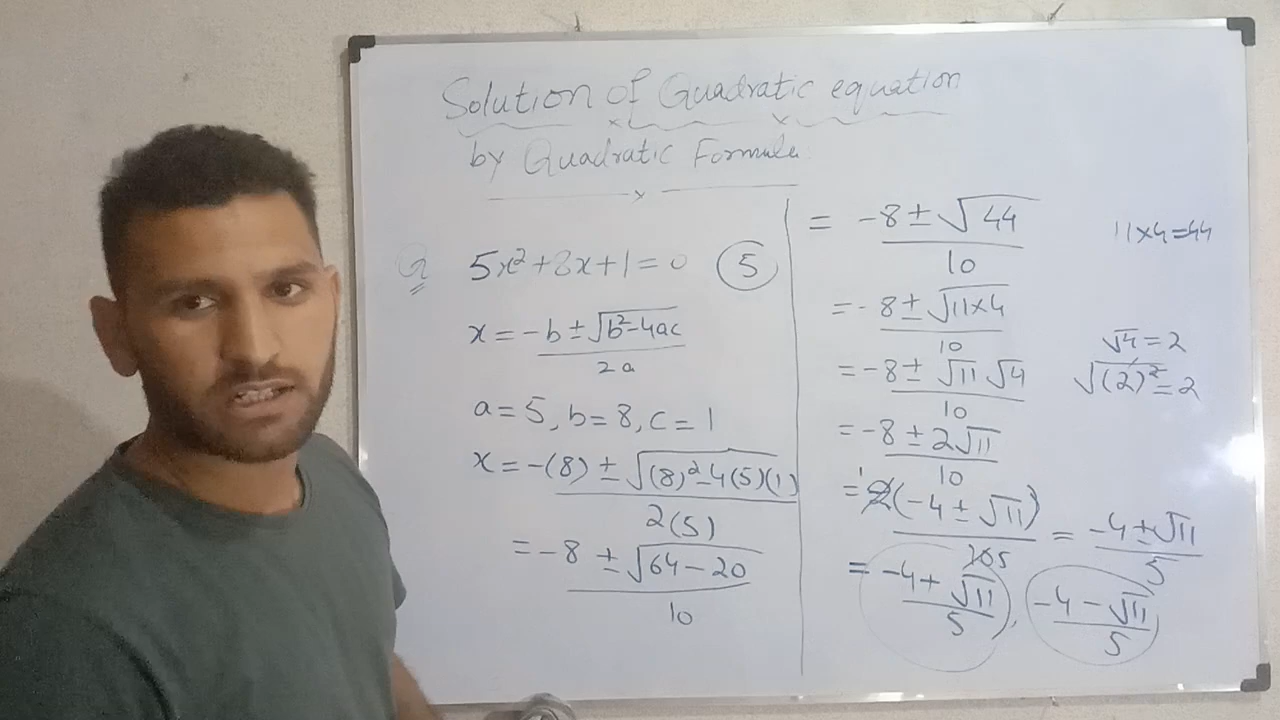 Solution of Quadratic equation
by Quadratic Formula
Q 5x²+8x+1=0 (5)
x = -b ± √(b²-4ac) / 2a
a=5, b=8, c=1
x = -(8) ± √((8)²-4(5)(1)) / 2(5)
= -8 ± √(64-20) / 10
= -8 ± √44 / 10
11×4=44
= -8 ± √(11×4) / 10
= -8 ± √11 √4 / 10
√4 = 2
√(2)² = 2
= -8 ± 2√11 / 10
= 2(-4 ± √11) / 10 5 = -4 ± √11 / 5
= -4 + √11 / 5, -4 - √11 / 5